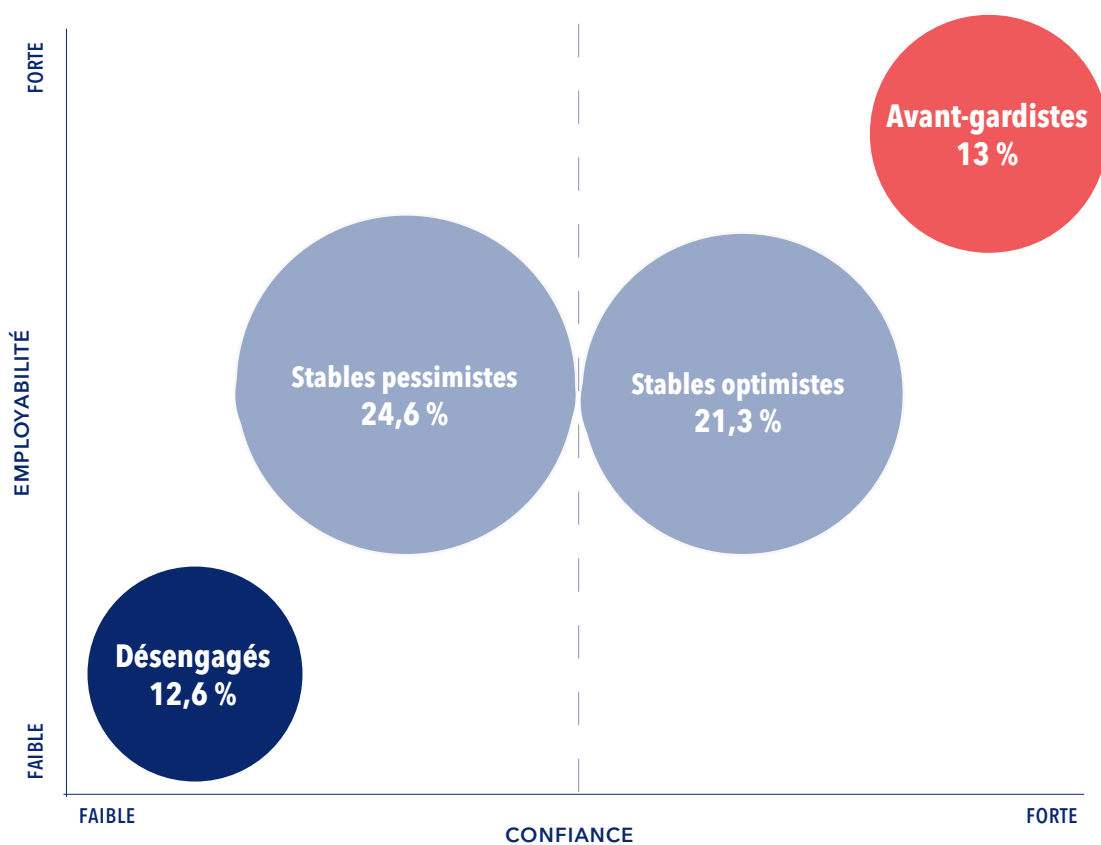 FORTE
Avant-gardistes
13 %
EMPLOYABILITÉ
Stables pessimistes
24,6 %
Stables optimistes
21,3 %
Désengagés
12,6 %
FAIBLE
FAIBLE
FORTE
CONFIANCE